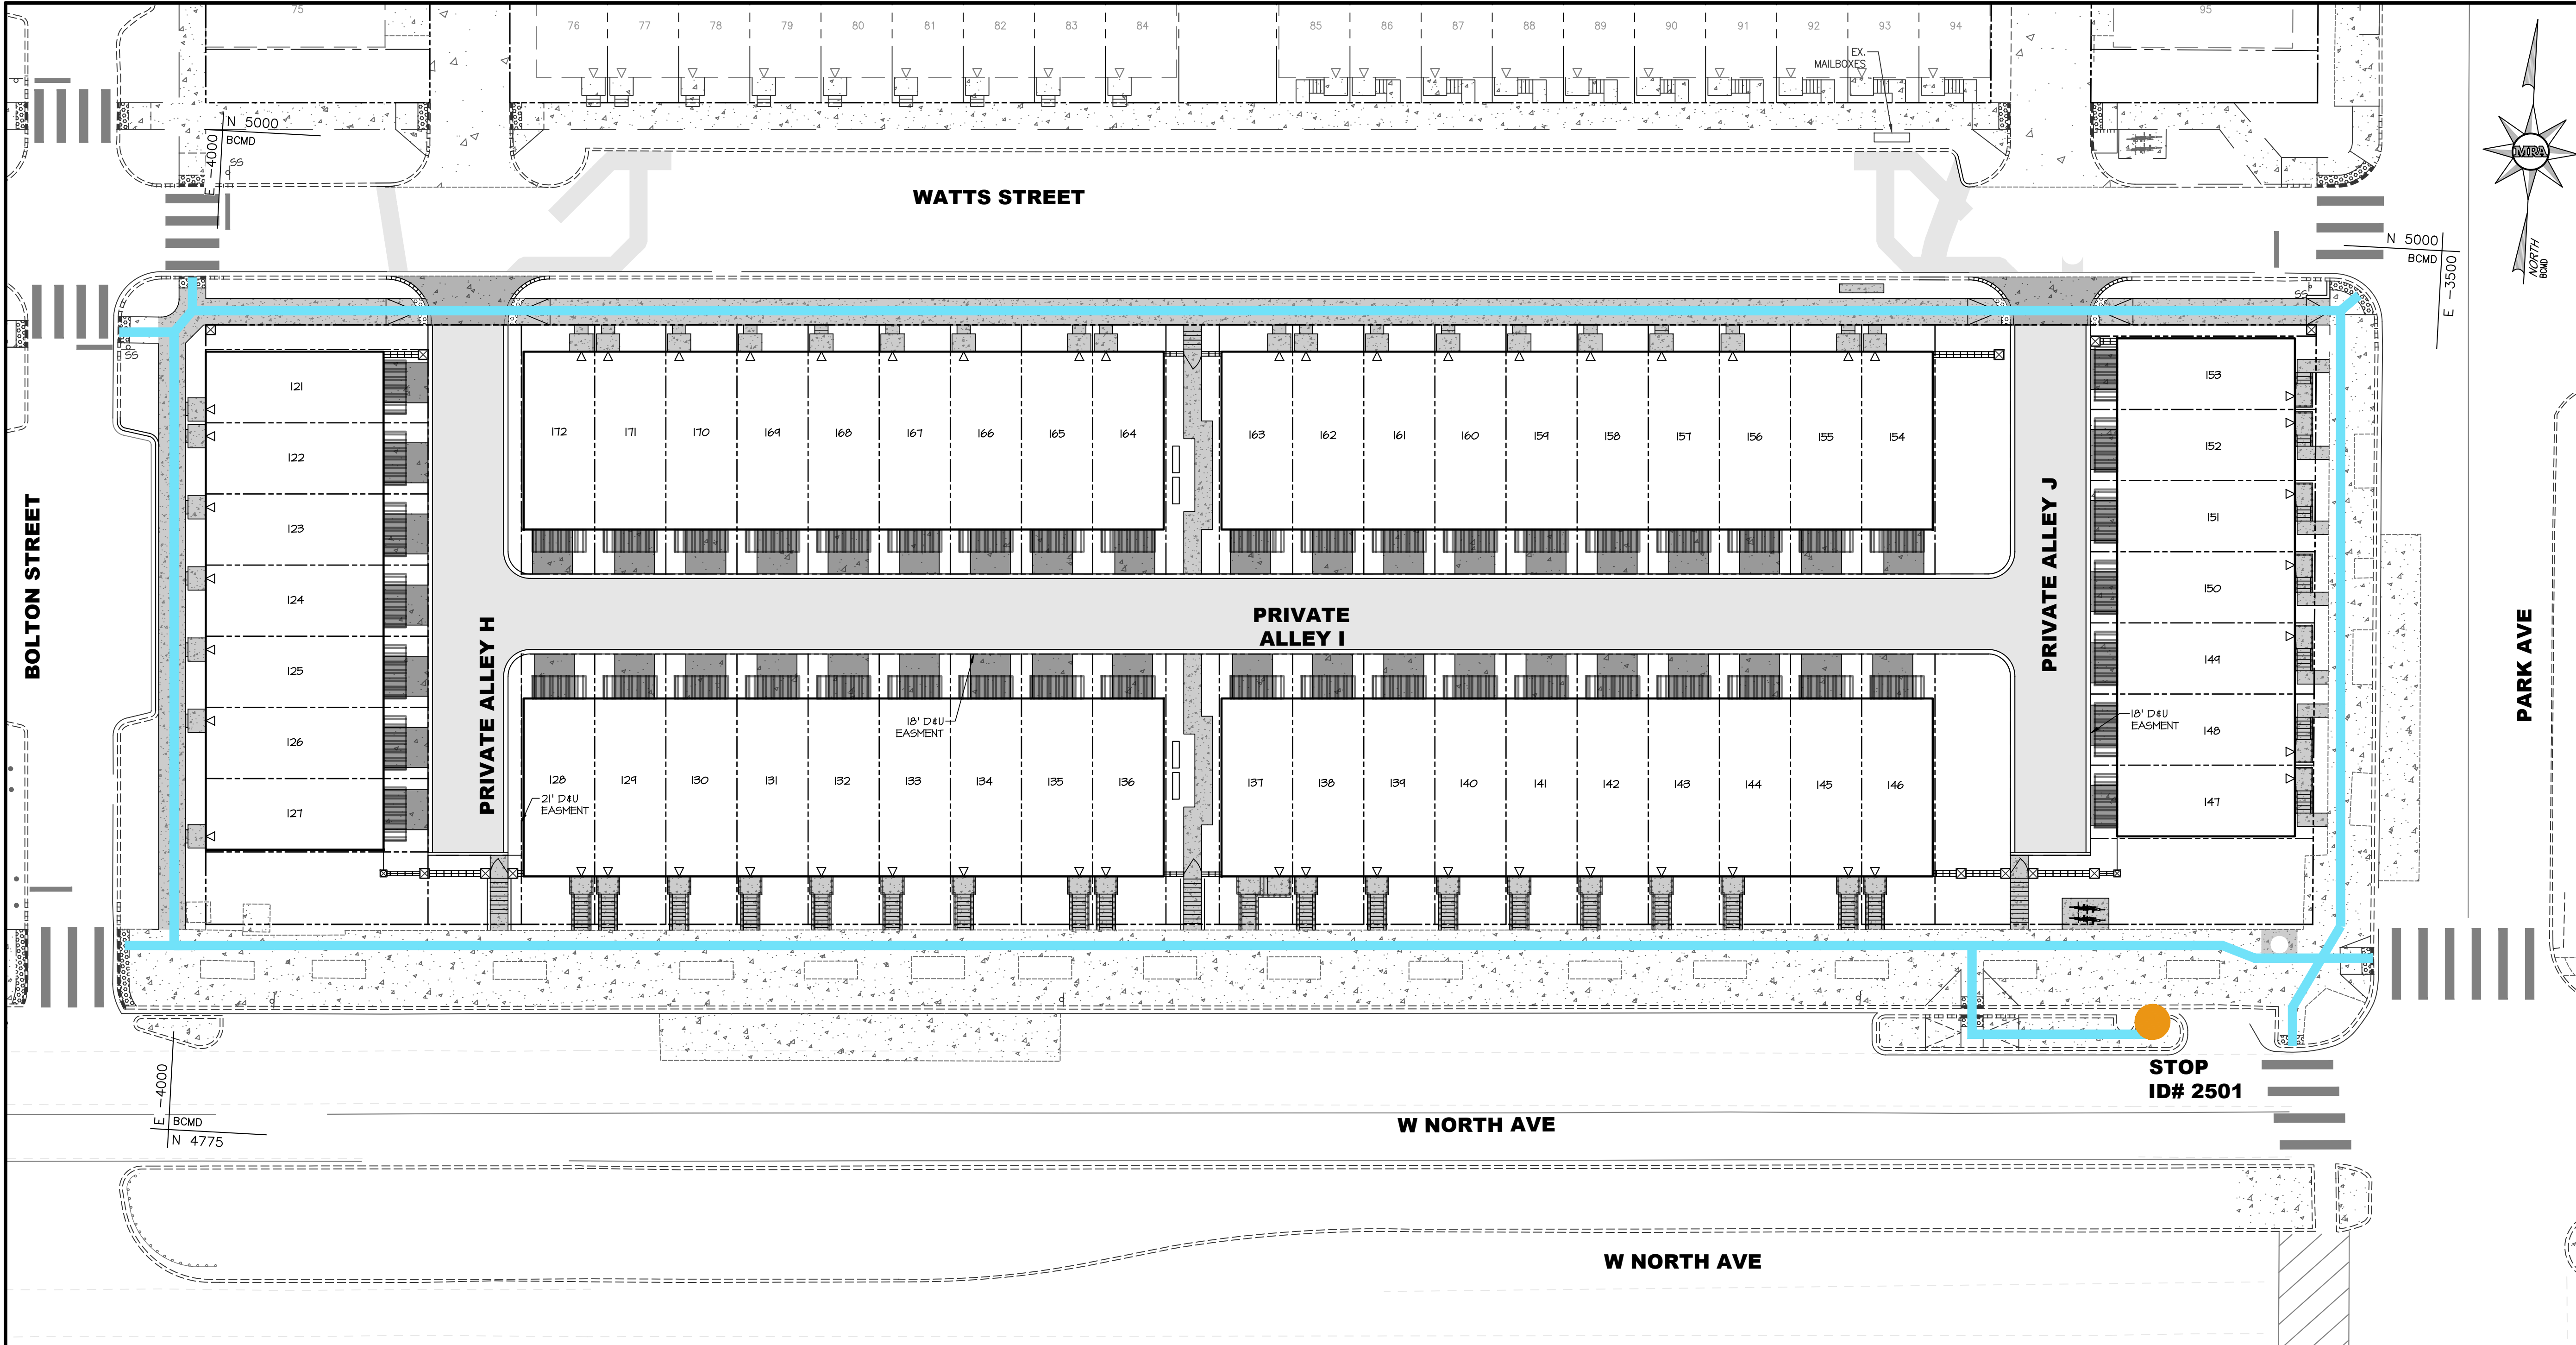 75
76
77
78
79
80
81
82
83
84
85
86
87
88
89
90
91
92
93
94
95
EX.
MAILBOXES
MRA
NORTH
BCMD
N 5000
BCMD
E -4000
SS
WATTS STREET
N 5000
BCMD
E -3500
SS
SS
121
122
123
124
125
126
127
172
171
170
169
168
167
166
165
164
163
162
161
160
159
158
157
156
155
154
153
152
151
150
149
148
147
BOLTON STREET
PRIVATE ALLEY H
PRIVATE
ALLEY I
PRIVATE ALLEY J
PARK AVE
18' D&U
EASMENT
18' D&U
EASMENT
21' D&U
EASMENT
128
129
130
131
132
133
134
135
136
137
138
139
140
141
142
143
144
145
146
STOP
ID# 2501
E -4000
BCMD
N 4775
W NORTH AVE
W NORTH AVE